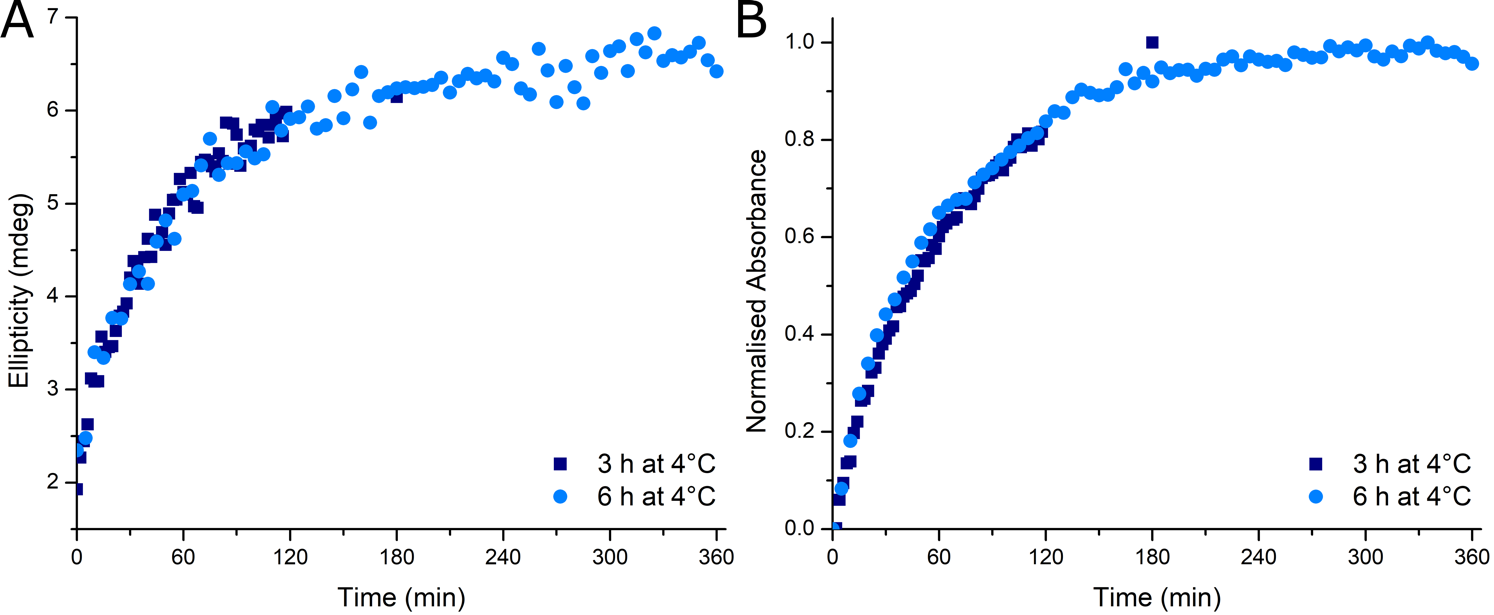 A
7
6
5
4
3
2
Ellipticity (mdeg)
3 h at 4°C
6 h at 4°C
0 60 120 180 240 300 360
Time (min)
B
1.0
0.8
0.6
0.4
0.2
0.0
Normalised Absorbance
3 h at 4°C
6 h at 4°C
0 60 120 180 240 300 360
Time (min)